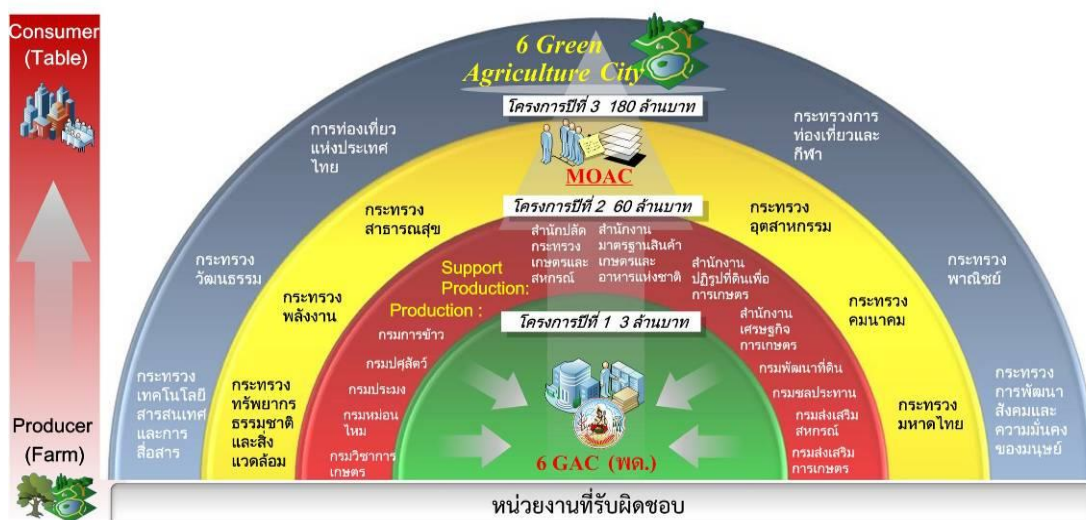 Consumer
(Table)
6 Green
Agriculture City
โครงการปีที่ 3 180 ล้านบาท
การท่องเที่ยว
แห่งประเทศ
ไทย
กระทรวงการ
ท่องเที่ยวและ
กีฬา
MOAC
โครงการปีที่ 2 60 ล้านบาท
กระทรวง
สาธารณสุข
กระทรวง
อุตสาหกรรม
กระทรวง
วัฒนธรรม
กระทรวง
พาณิชย์
สำนักปลัด
กระทรวง
เกษตรและ
สหกรณ์
สำนักงาน
มาตรฐานสินค้า
เกษตรและ
อาหารแห่งชาติ
สำนักงาน
ปฏิรูปที่ดินเพื่อ
การเกษตร
Support
Production:
Production :
กระทรวง
พลังงาน
กระทรวง
คมนาคม
โครงการปีที่ 1 3 ล้านบาท
สำนักงาน
เศรษฐกิจ
การเกษตร
กรมการข้าว
กรมปศุสัตว์
กรมประมง
กรมหม่อน
ไหม
กรมวิชาการ
เกษตร
กรมพัฒนาที่ดิน
กรมชลประทาน
กรมส่งเสริม
สหกรณ์
กรมส่งเสริม
การเกษตร
กระทรวง
เทคโนโลยี
สารสนเทศ
และการ
สื่อสาร
กระทรวง
ทรัพยากร
ธรรมชาติ
และสิ่ง
แวดล้อม
กระทรวง
มหาดไทย
กระทรวง
การพัฒนา
สังคมและ
ความมั่นคง
ของมนุษย์
6 GAC (พด.)
Producer
(Farm)
หน่วยงานที่รับผิดชอบ